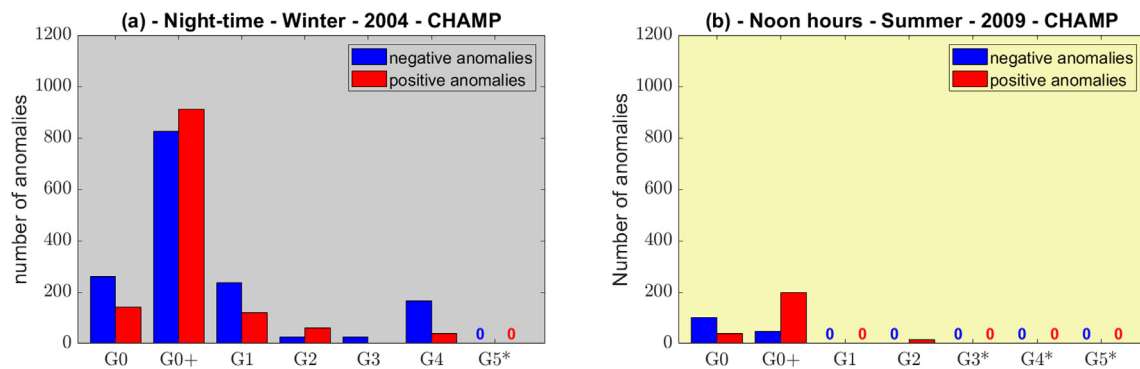 (a) - Night-time - Winter - 2004 - CHAMP
1200
1000
800
600
400
200
0
number of anomalies
negative anomalies
positive anomalies
0 0
G0 G0+ G1 G2 G3 G4 G5*
(b) - Noon hours - Summer - 2009 - CHAMP
1200
1000
800
600
400
200
0
Number of anomalies
negative anomalies
positive anomalies
0 0 0 0 0 0 0 0 0
G0 G0+ G1 G2 G3* G4* G5*